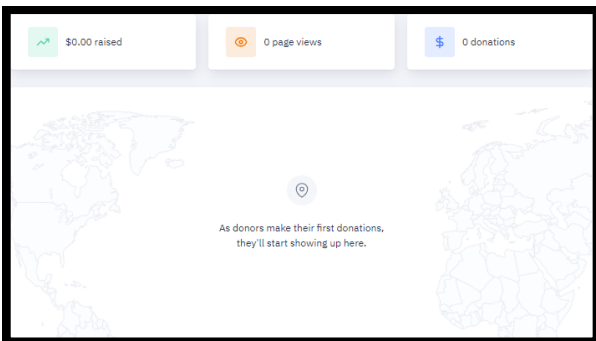 $0.00 raised
0 page views
$ 0 donations
As donors make their first donations,
they'll start showing up here.